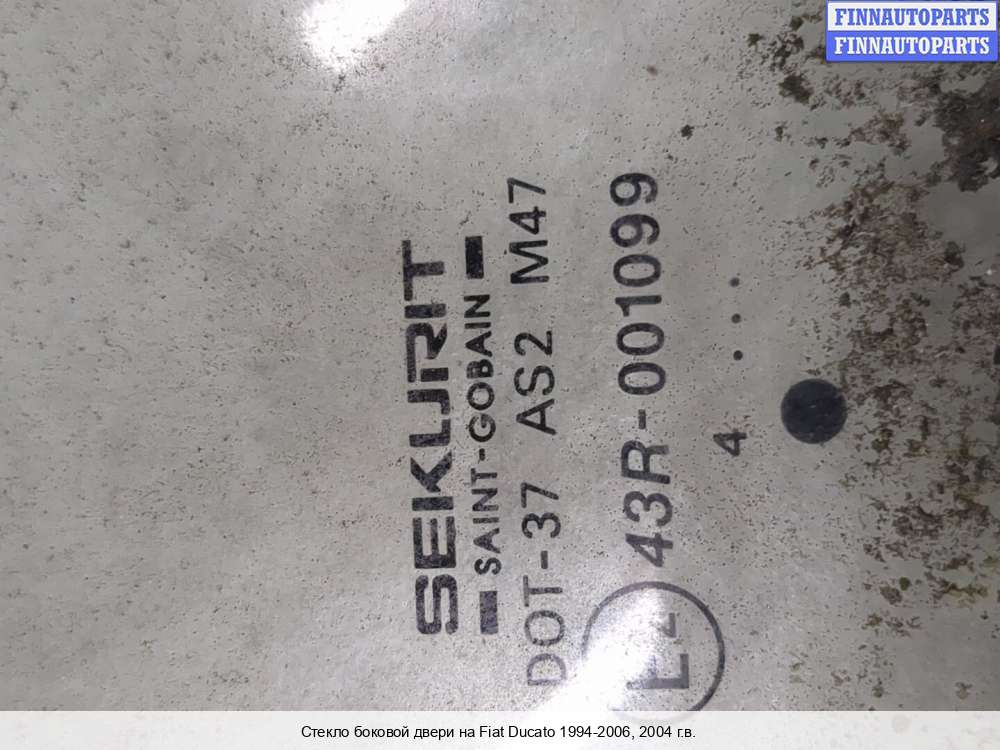 FINNAUTOPARTS
FINNAUTOPARTS
SEKURIT
SAINT-GOBAIN
DOT-37 AS2 M47
43R-001099
4 . . .
Стекло боковой двери на Fiat Ducato 1994-2006, 2004 г.в.